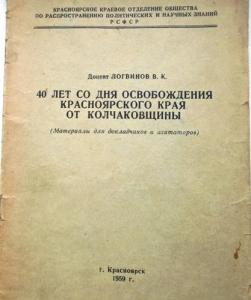 КРАСНОЯРСКОЕ КРАЕВОЕ ОТДЕЛЕНИЕ ОБЩЕСТВА
ПО РАСПРОСТРАНЕНИЮ ПОЛИТИЧЕСКИХ И НАУЧНЫХ ЗНАНИЙ
РСФСР
Доцент ЛОГВИНОВ В. К.
40 ЛЕТ СО ДНЯ ОСВОБОЖДЕНИЯ
КРАСНОЯРСКОГО КРАЯ
ОТ КОЛЧАКОВЩИНЫ
(Материалы для докладчиков и агитаторов)
г. Красноярск
1959 г.